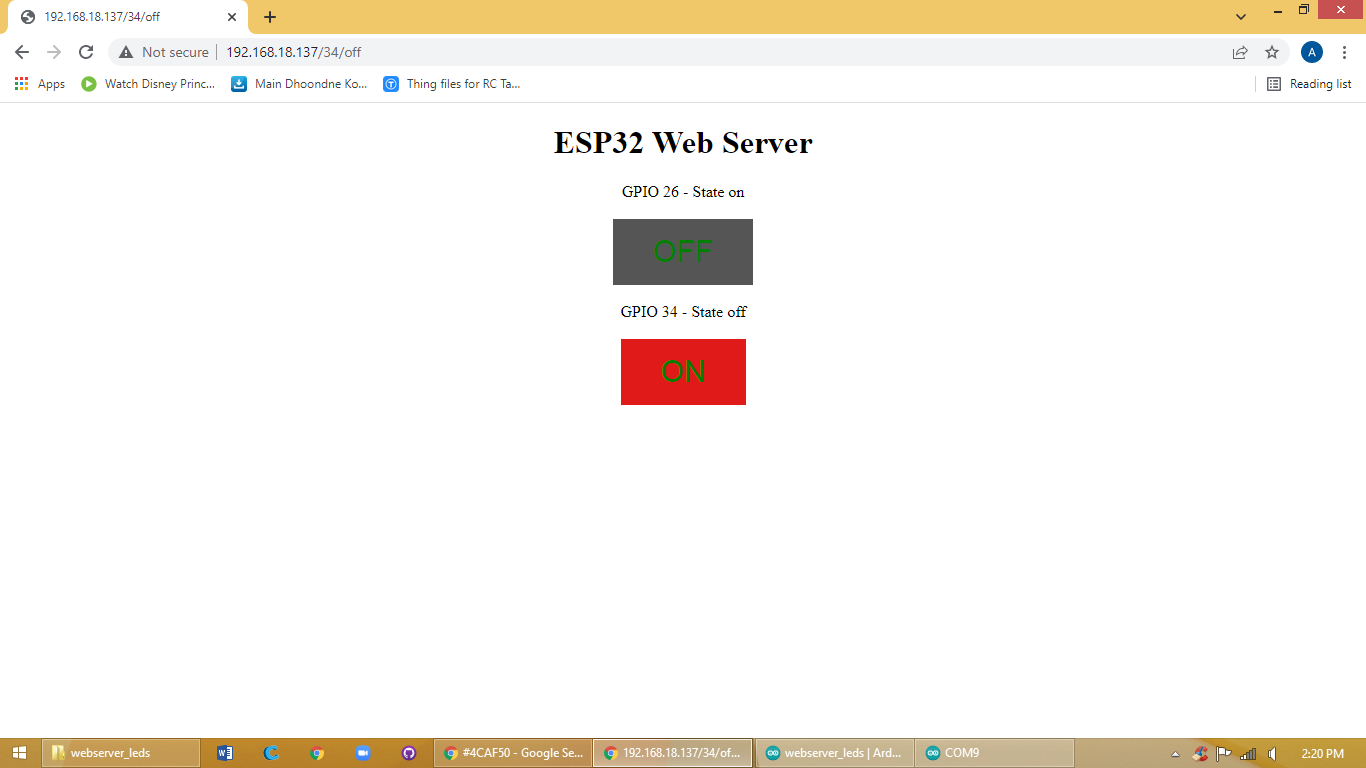 192.168.18.137/34/off
Not secure 192.168.18.137/34/off A
Apps Watch Disney Princ... Main Dhoondne Ko... Thing files for RC Ta... Reading list
ESP32 Web Server
GPIO 26 - State on
OFF
GPIO 34 - State off
ON
webserver_leds #4CAF50 - Google Se... 192.168.18.137/34/of... webserver_leds | Ard... COM9 2:20 PM